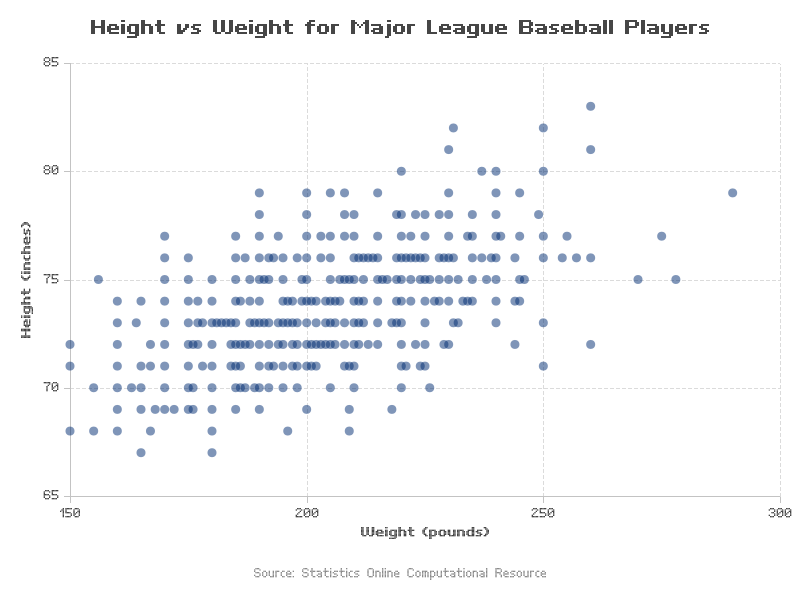 Height vs Weight for Major League Baseball Players
85
80
75
70
65
Height (inches)
150
200
250
300
Weight (pounds)
Source: Statistics Online Computational Resource